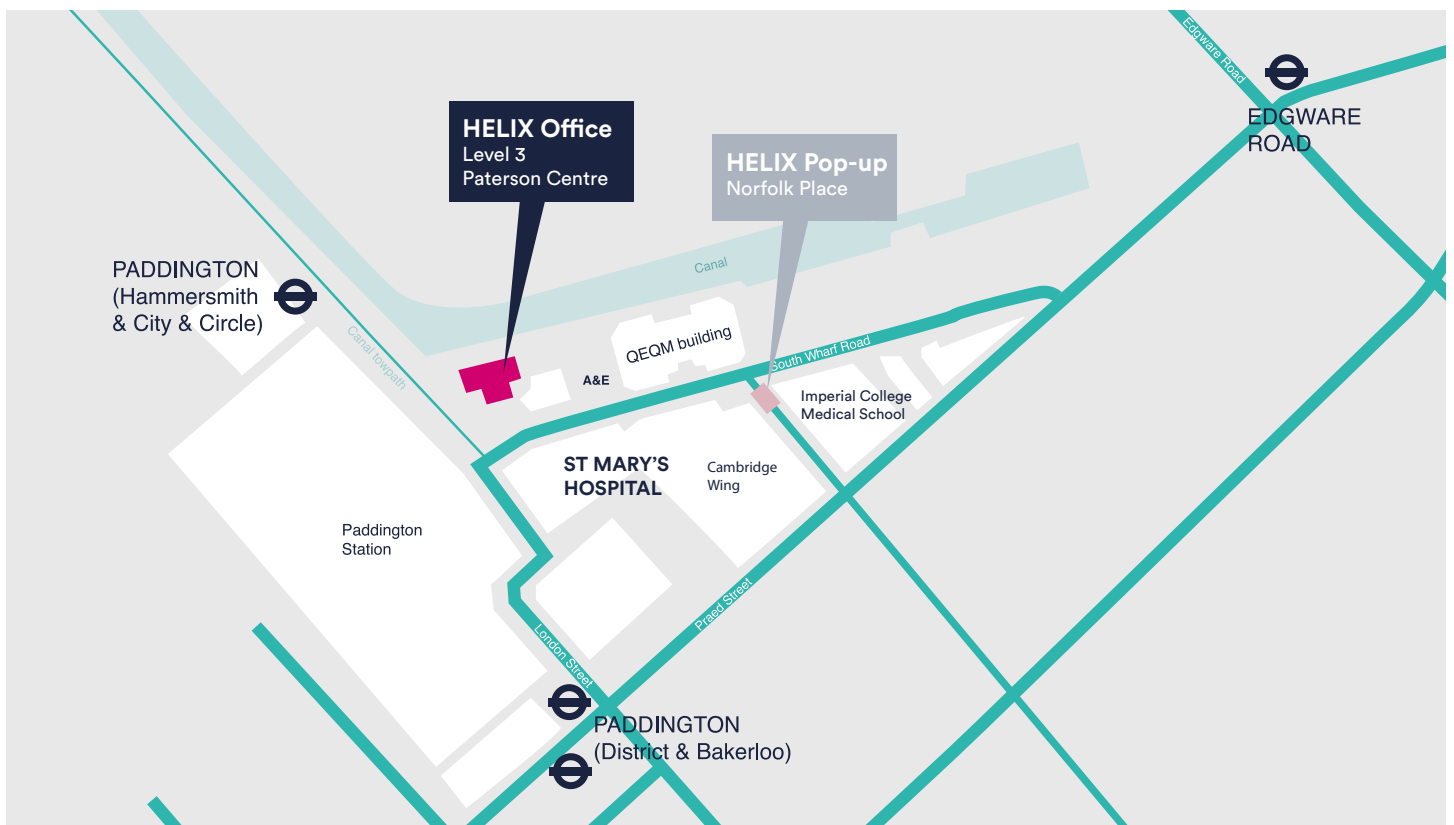 Edgware Road
EDGWARE
ROAD
HELIX Office
Level 3
Paterson Centre
HELIX Pop-up
Norfolk Place
PADDINGTON
(Hammersmith
& City & Circle)
Canal
Canal towpath
QEQM building
A&E
South Wharf Road
Imperial College
Medical School
ST MARY'S
HOSPITAL
Cambridge
Wing
Paddington
Station
London Street
Praed Street
PADDINGTON
(District & Bakerloo)